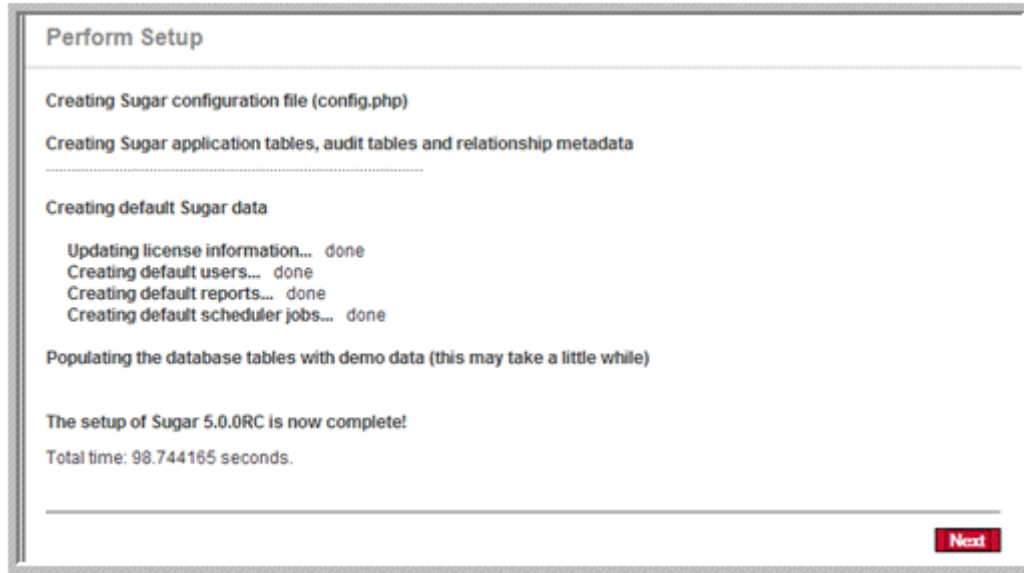 Perform Setup
Creating Sugar configuration file (config.php)
Creating Sugar application tables, audit tables and relationship metadata
Creating default Sugar data
Updating license information... done
Creating default users... done
Creating default reports... done
Creating default scheduler jobs... done
Populating the database tables with demo data (this may take a little while)
The setup of Sugar 5.0.0RC is now complete!
Total time: 98.744165 seconds.
Next